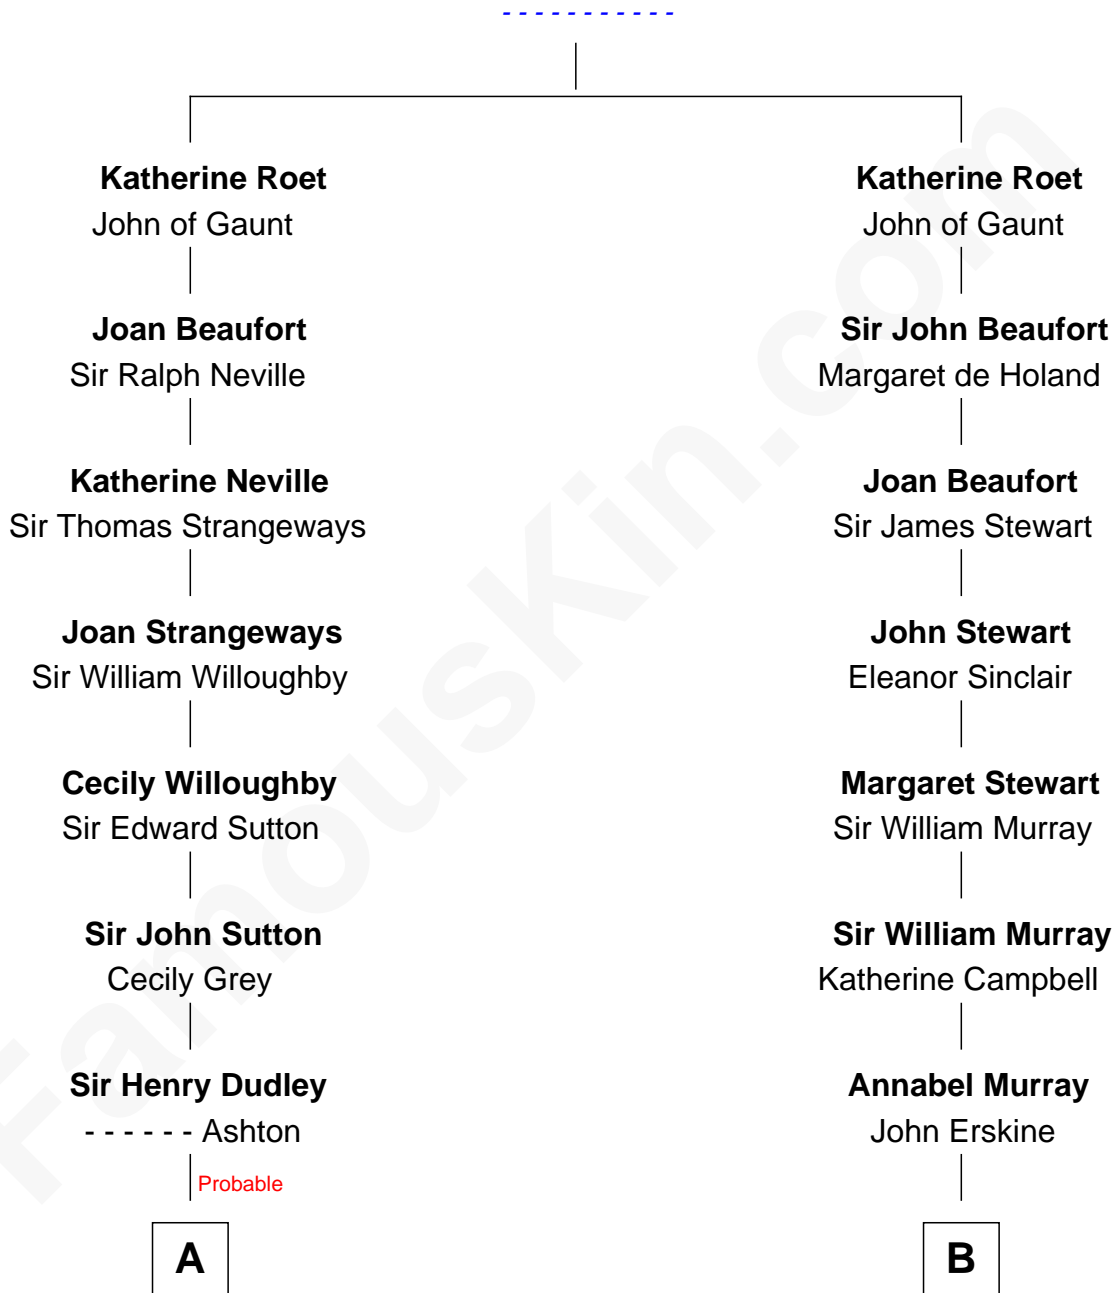 - - - - - - - - - - -
Katherine Roet
John of Gaunt
Joan Beaufort
Sir Ralph Neville
Katherine Neville
Sir Thomas Strangeways
Joan Strangeways
Sir William Willoughby
Cecily Willoughby
Sir Edward Sutton
Sir John Sutton
Cecily Grey
Sir Henry Dudley
- - - - - - Ashton
Probable
A
Katherine Roet
John of Gaunt
Sir John Beaufort
Margaret de Holand
Joan Beaufort
Sir James Stewart
John Stewart
Eleanor Sinclair
Margaret Stewart
Sir William Murray
Sir William Murray
Katherine Campbell
Annabel Murray
John Erskine
B
FamousKin.com